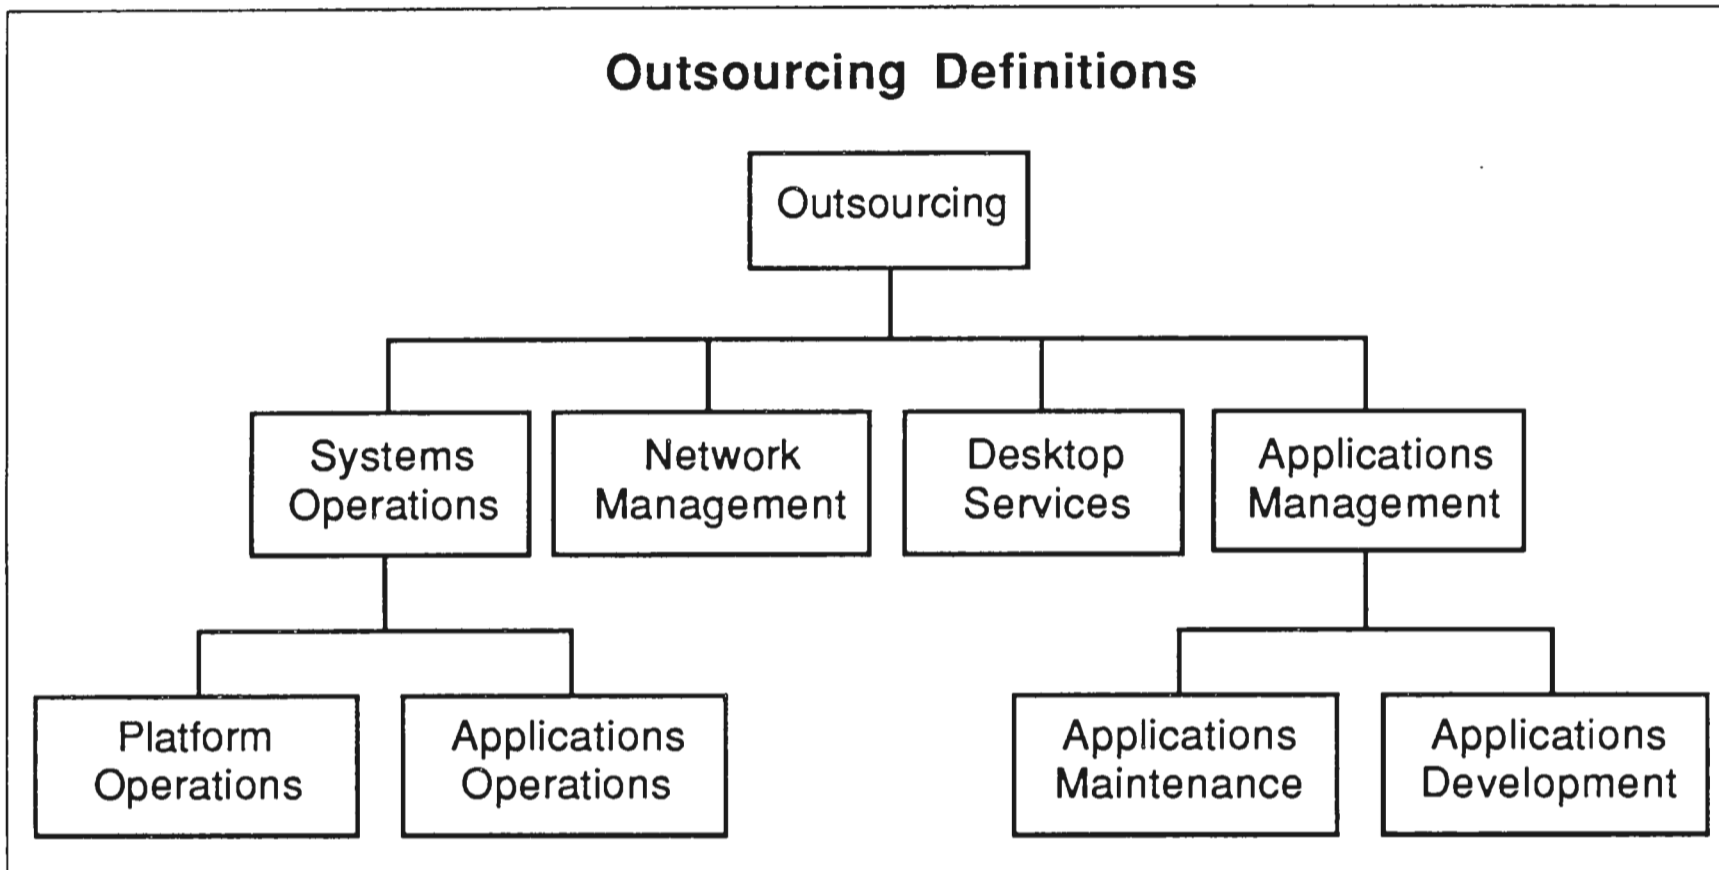 Outsourcing Definitions
Outsourcing
Systems
Operations
Network
Management
Desktop
Services
Applications
Management
Platform
Operations
Applications
Operations
Applications
Maintenance
Applications
Development